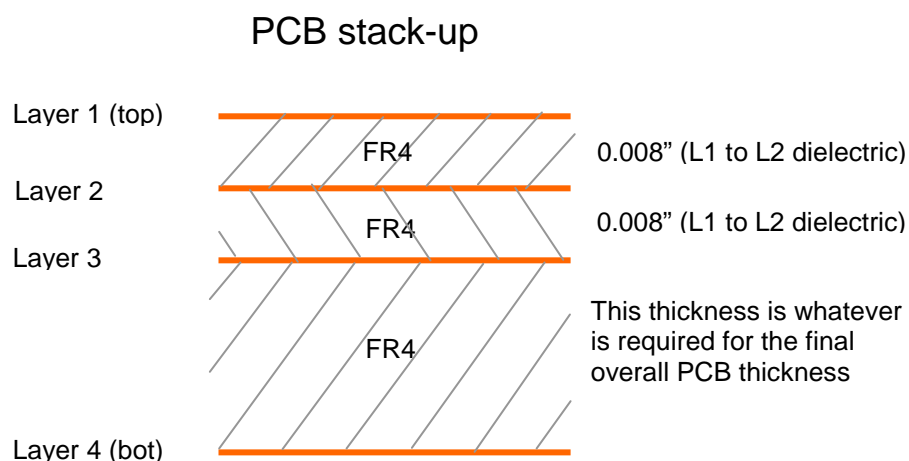 PCB stack-up
Layer 1 (top)
FR4
0.008” (L1 to L2 dielectric)
Layer 2
FR4
0.008” (L1 to L2 dielectric)
Layer 3
This thickness is whatever
is required for the final
overall PCB thickness
FR4
Layer 4 (bot)